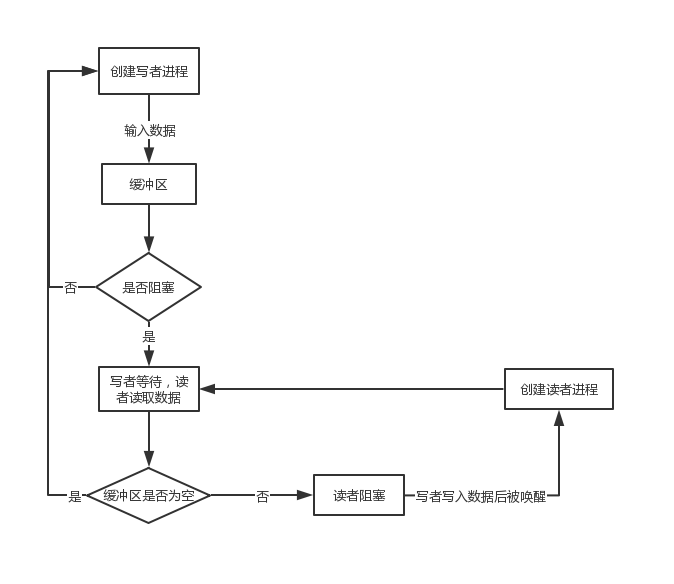 创建写者进程
输入数据
缓冲区
是否阻塞
否
是
写者等待，读
者读取数据
创建读者进程
缓冲区是否为空
是
否
读者阻塞
写者写入数据后被唤醒